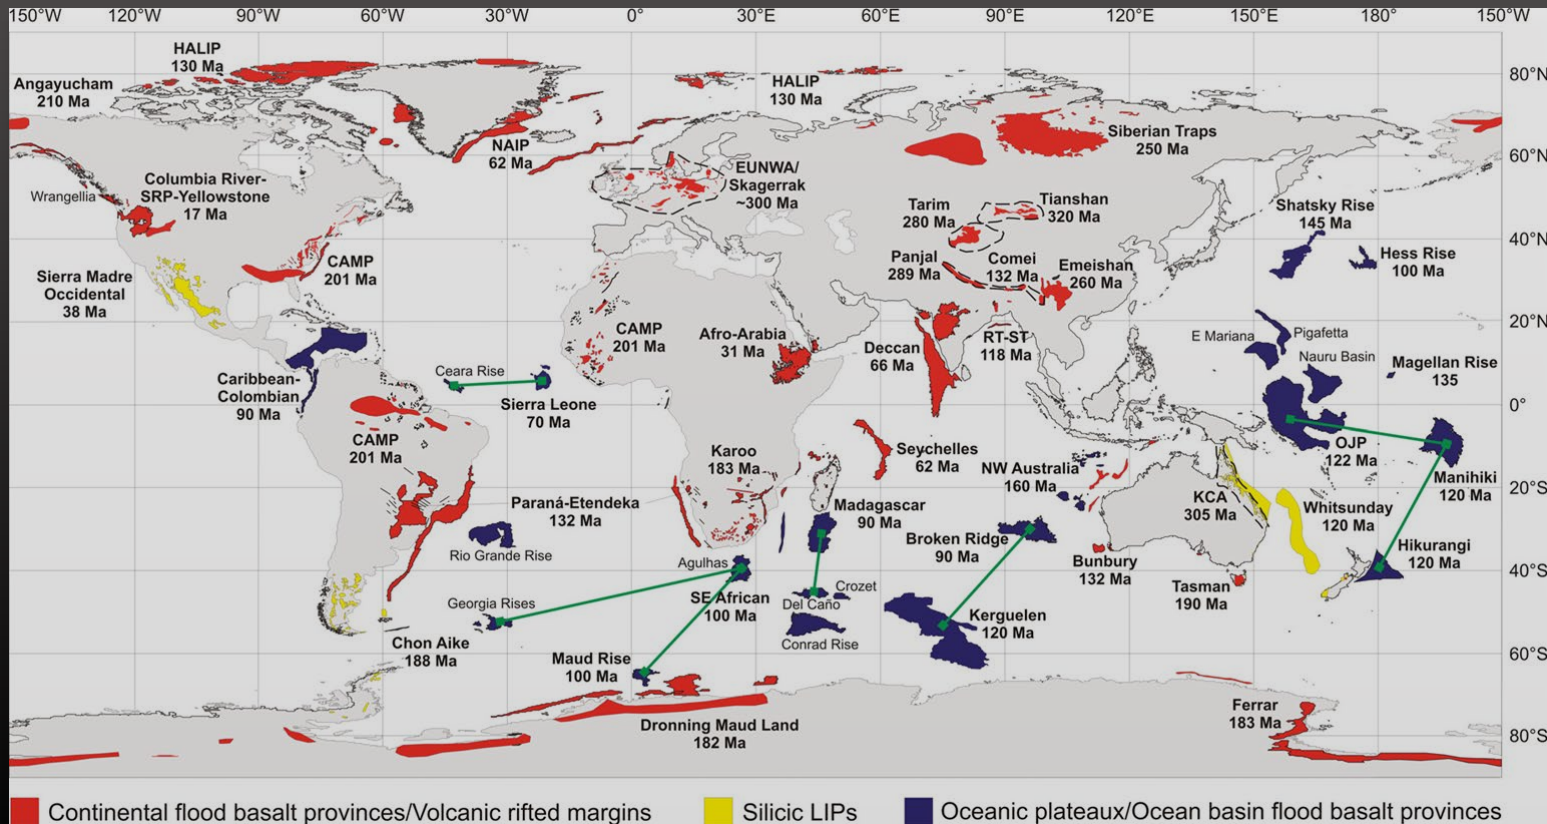 150°W 120°W 90°W 60°W 30°W 0° 30°E 60°E 90°E 120°E 150°E 180° 150°W
HALIP
130 Ma
Angayucham
210 Ma
HALIP
130 Ma
80°N
NAIP
62 Ma
Siberian Traps
250 Ma
60°N
Wrangellia
Columbia River-
SRP-Yellowstone
17 Ma
EUNWA/
Skagerrak
~300 Ma
Tarim
280 Ma
Tianshan
320 Ma
Shatsky Rise
145 Ma
40°N
Sierra Madre
Occidental
38 Ma
CAMP
201 Ma
Panjal
289 Ma
Comei
132 Ma
Emeishan
260 Ma
Hess Rise
100 Ma
20°N
Caribbean-
Colombian
90 Ma
Ceara Rise
Sierra Leone
70 Ma
CAMP
201 Ma
Afro-Arabia
31 Ma
Deccan
66 Ma
RT-ST
118 Ma
E Mariana
Pigafetta
Nauru Basin
Magellan Rise
135
0°
CAMP
201 Ma
Karoo
183 Ma
Seychelles
62 Ma
NW Australia
160 Ma
OJP
122 Ma
Manihiki
120 Ma
20°S
Paraná-Etendeka
132 Ma
Rio Grande Rise
Madagascar
90 Ma
Broken Ridge
90 Ma
KCA
305 Ma
Whitsunday
120 Ma
Hikurangi
120 Ma
Agulhas
Bunbury
132 Ma
Tasman
190 Ma
40°S
Georgia Rises
SE African
100 Ma
Crozet
Del Caño
Conrad Rise
Kerguelen
120 Ma
Chon Aike
188 Ma
Maud Rise
100 Ma
60°S
Dronning Maud Land
182 Ma
Ferrar
183 Ma
80°S
Continental flood basalt provinces/Volcanic rifted margins
Silicic LIPs
Oceanic plateaux/Ocean basin flood basalt provinces